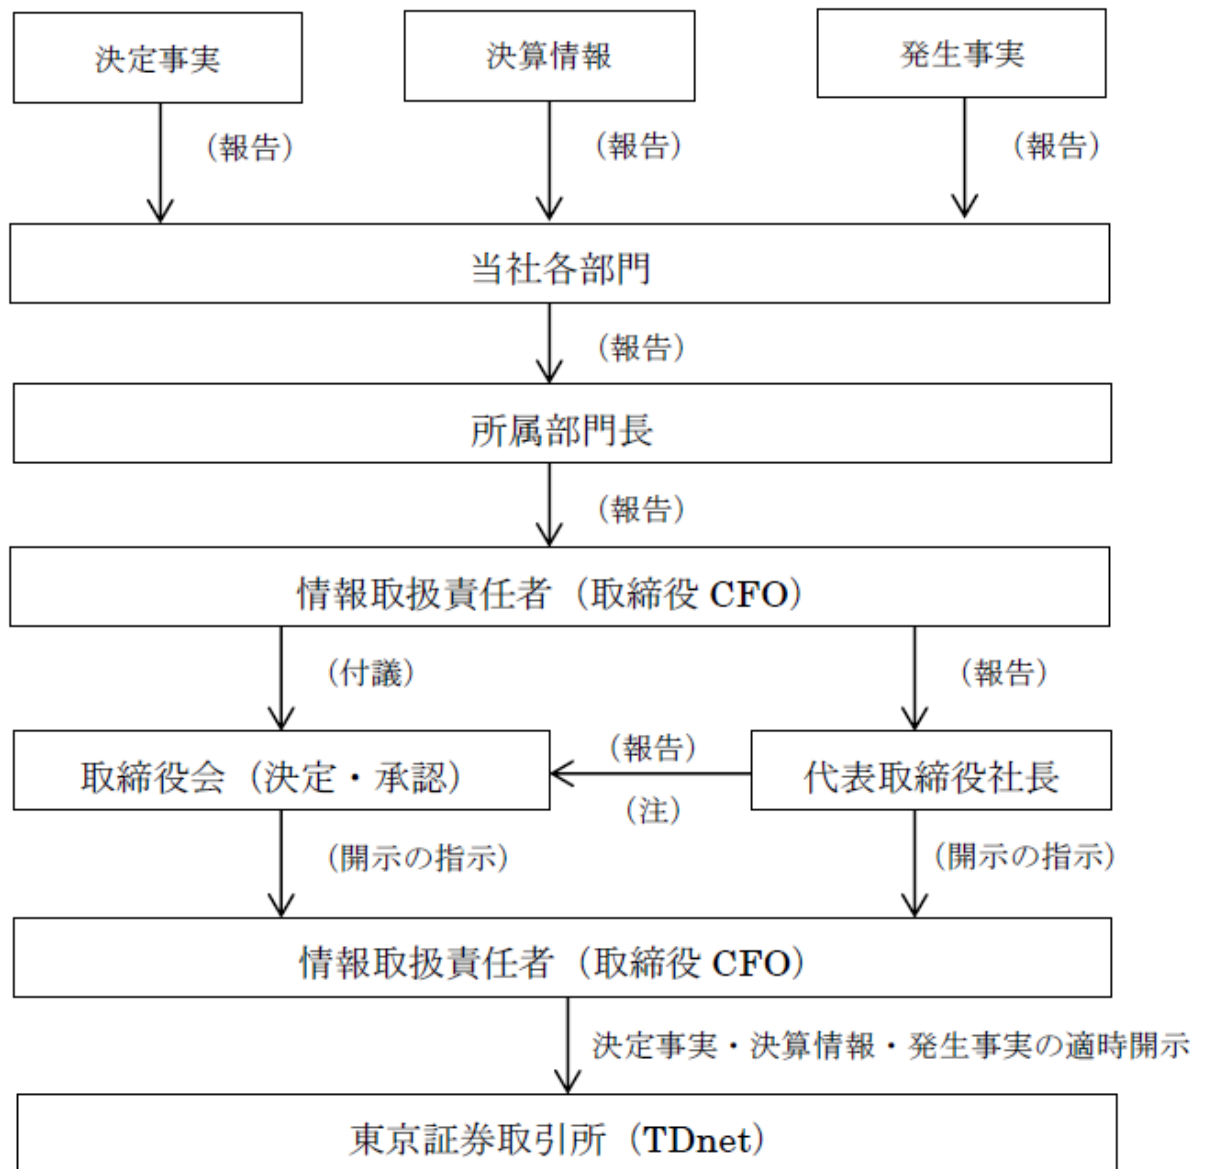 決定事実
決算情報
発生事実
（報告）
（報告）
（報告）
当社各部門
（報告）
所属部門長
（報告）
情報取扱責任者（取締役 CFO）
（付議）
（報告）
取締役会（決定・承認）
（報告）
（注）
代表取締役社長
（開示の指示）
（開示の指示）
情報取扱責任者（取締役 CFO）
決定事実・決算情報・発生事実の適時開示
東京証券取引所（TDnet）